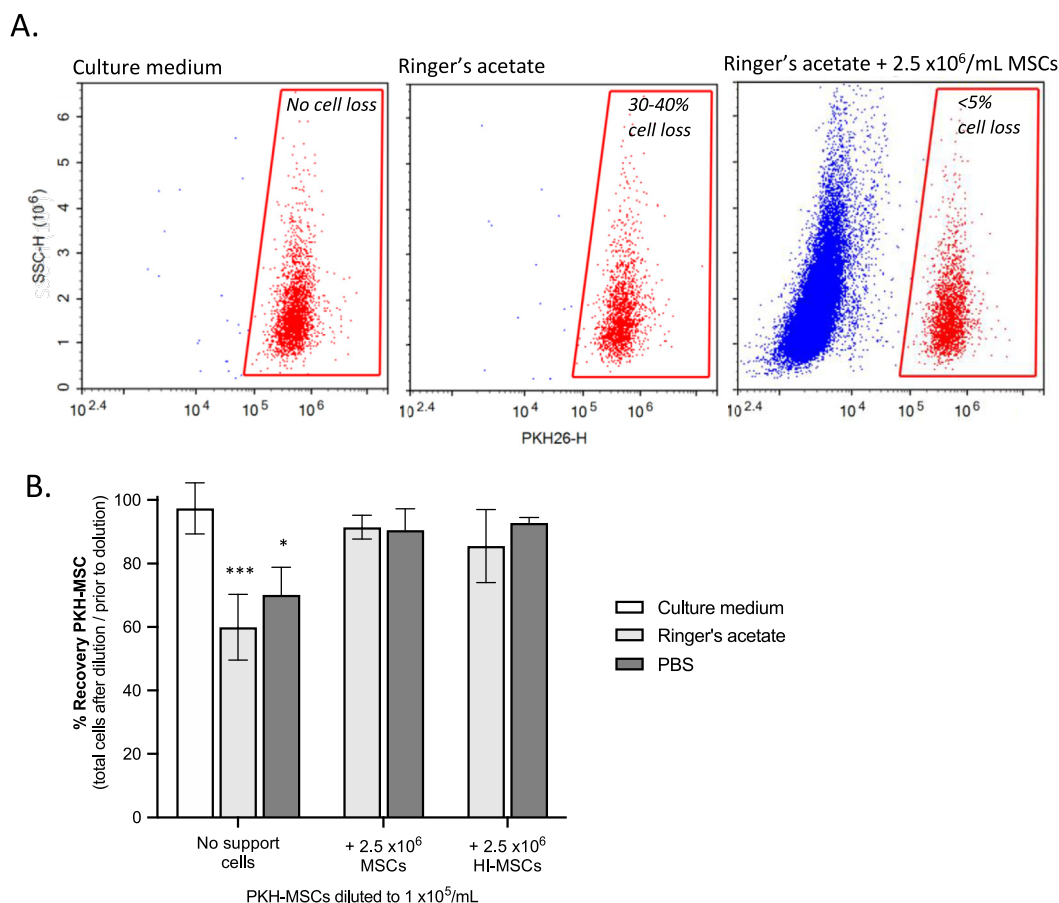 A.
Culture medium
Ringer's acetate
Ringer's acetate + 2.5 x10⁶/mL MSCs
No cell loss
30-40%
cell loss
<5%
cell loss
SSC-H (10⁶)
6
5
4
3
2
1
0
10^2.4 10⁴ 10⁵ 10⁶
10^2.4 10⁴ 10⁵ 10⁶
10^2.4 10⁴ 10⁵ 10⁶
PKH26-H
B.
% Recovery PKH-MSC
(total cells after dilution / prior to dolution)
100
80
60
40
20
0
***
*
No support
cells
+ 2.5 x10⁶
MSCs
+ 2.5 x10⁶
HI-MSCs
PKH-MSCs diluted to 1 x10⁵/mL
Culture medium
Ringer's acetate
PBS